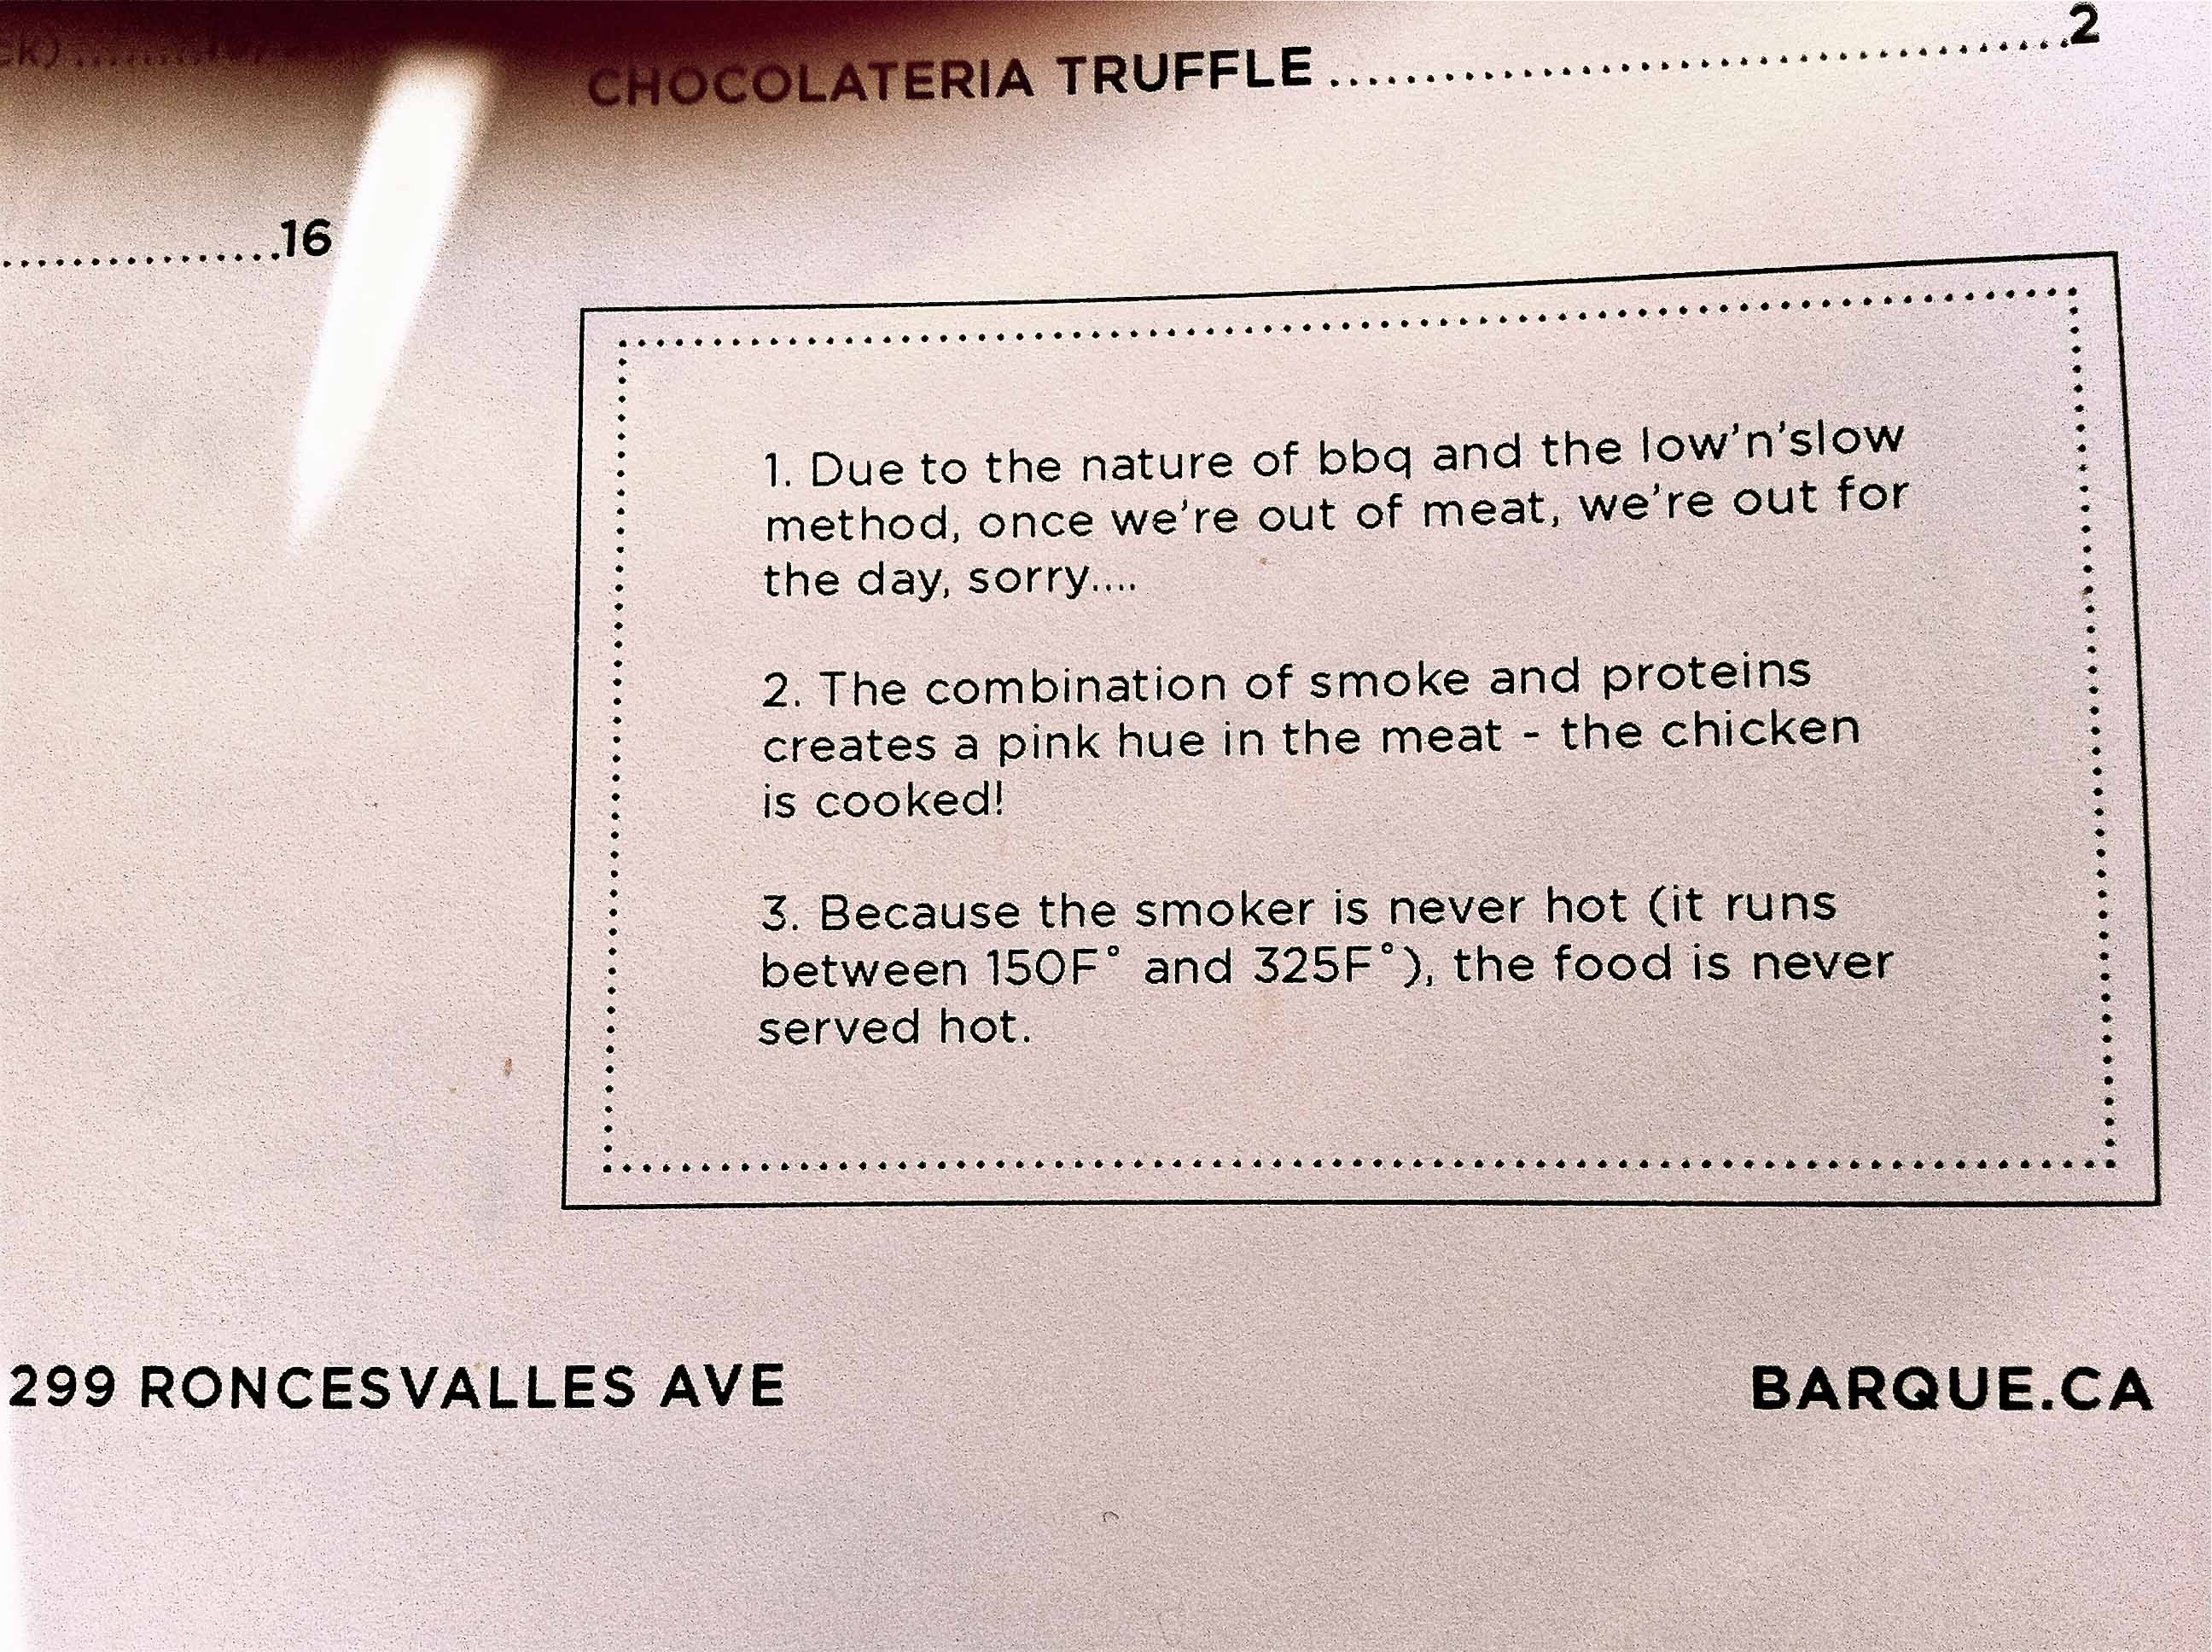 CHOCOLATERIA TRUFFLE........................................2
................16
1. Due to the nature of bbq and the low'n'slow
method, once we're out of meat, we're out for
the day, sorry....
2. The combination of smoke and proteins
creates a pink hue in the meat - the chicken
is cooked!
3. Because the smoker is never hot (it runs
between 150F° and 325F°), the food is never
served hot.
299 RONCESVALLES AVE
BARQUE.CA